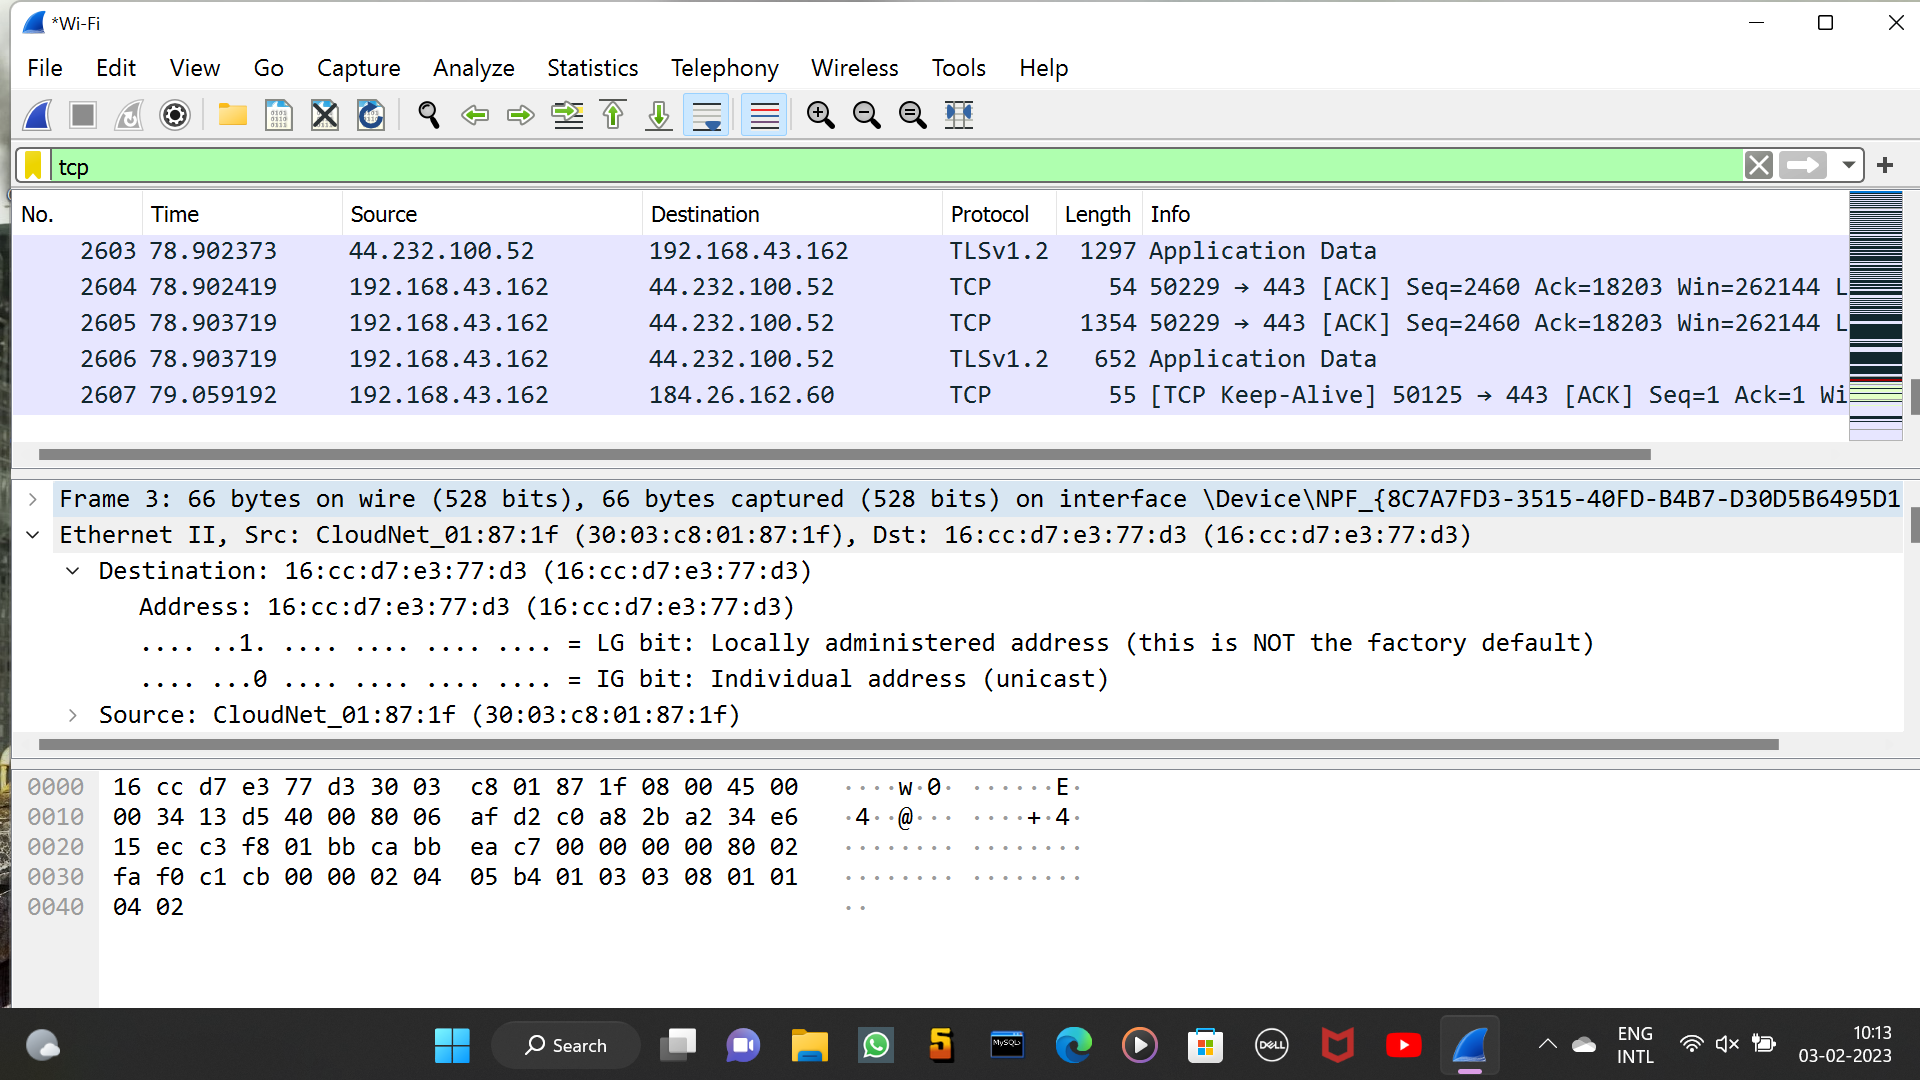 *Wi-Fi
File Edit View Go Capture Analyze Statistics Telephony Wireless Tools Help
tcp
No. Time Source Destination Protocol Length Info
2603 78.902373 44.232.100.52 192.168.43.162 TLSv1.2 1297 Application Data
2604 78.902419 192.168.43.162 44.232.100.52 TCP 54 50229 → 443 [ACK] Seq=2460 Ack=18203 Win=262144 L
2605 78.903719 192.168.43.162 44.232.100.52 TCP 1354 50229 → 443 [ACK] Seq=2460 Ack=18203 Win=262144 L
2606 78.903719 192.168.43.162 44.232.100.52 TLSv1.2 652 Application Data
2607 79.059192 192.168.43.162 184.26.162.60 TCP 55 [TCP Keep-Alive] 50125 → 443 [ACK] Seq=1 Ack=1 Wi
Frame 3: 66 bytes on wire (528 bits), 66 bytes captured (528 bits) on interface \Device\NPF_{8C7A7FD3-3515-40FD-B4B7-D30D5B6495D1
Ethernet II, Src: CloudNet_01:87:1f (30:03:c8:01:87:1f), Dst: 16:cc:d7:e3:77:d3 (16:cc:d7:e3:77:d3)
Destination: 16:cc:d7:e3:77:d3 (16:cc:d7:e3:77:d3)
Address: 16:cc:d7:e3:77:d3 (16:cc:d7:e3:77:d3)
.... ..1. .... .... .... .... = LG bit: Locally administered address (this is NOT the factory default)
.... ...0 .... .... .... .... = IG bit: Individual address (unicast)
Source: CloudNet_01:87:1f (30:03:c8:01:87:1f)
0000 16 cc d7 e3 77 d3 30 03 c8 01 87 1f 08 00 45 00 ····w·0· ······E·
0010 00 34 13 d5 40 00 80 06 af d2 c0 a8 2b a2 34 e6 ·4··@··· ····+·4·
0020 15 ec c3 f8 01 bb ca bb ea c7 00 00 00 00 80 02 ········ ········
0030 fa f0 c1 cb 00 00 02 04 05 b4 01 03 03 08 01 01 ········ ········
0040 04 02 ··
Search
MySQL
DELL
ENG
INTL
10:13
03-02-2023